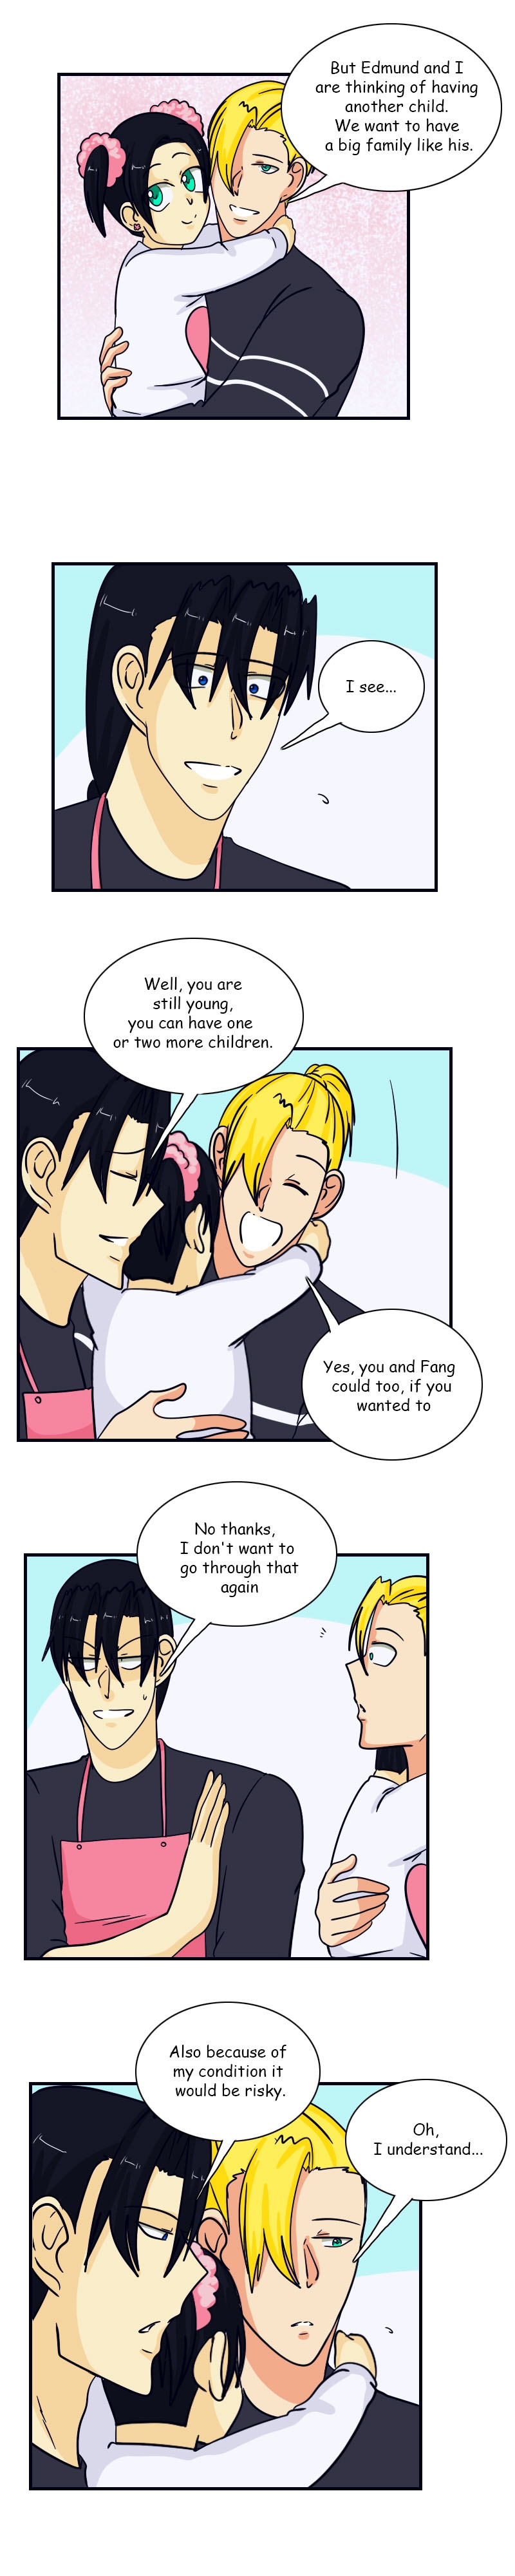 But Edmund and I
are thinking of having
another child.
We want to have
a big family like his.
I see...
Well, you are
still young,
you can have one
or two more children.
Yes, you and Fang
could too, if you
wanted to
No thanks,
I don't want to
go through that
again
Also because of
my condition it
would be risky.
Oh,
I understand...